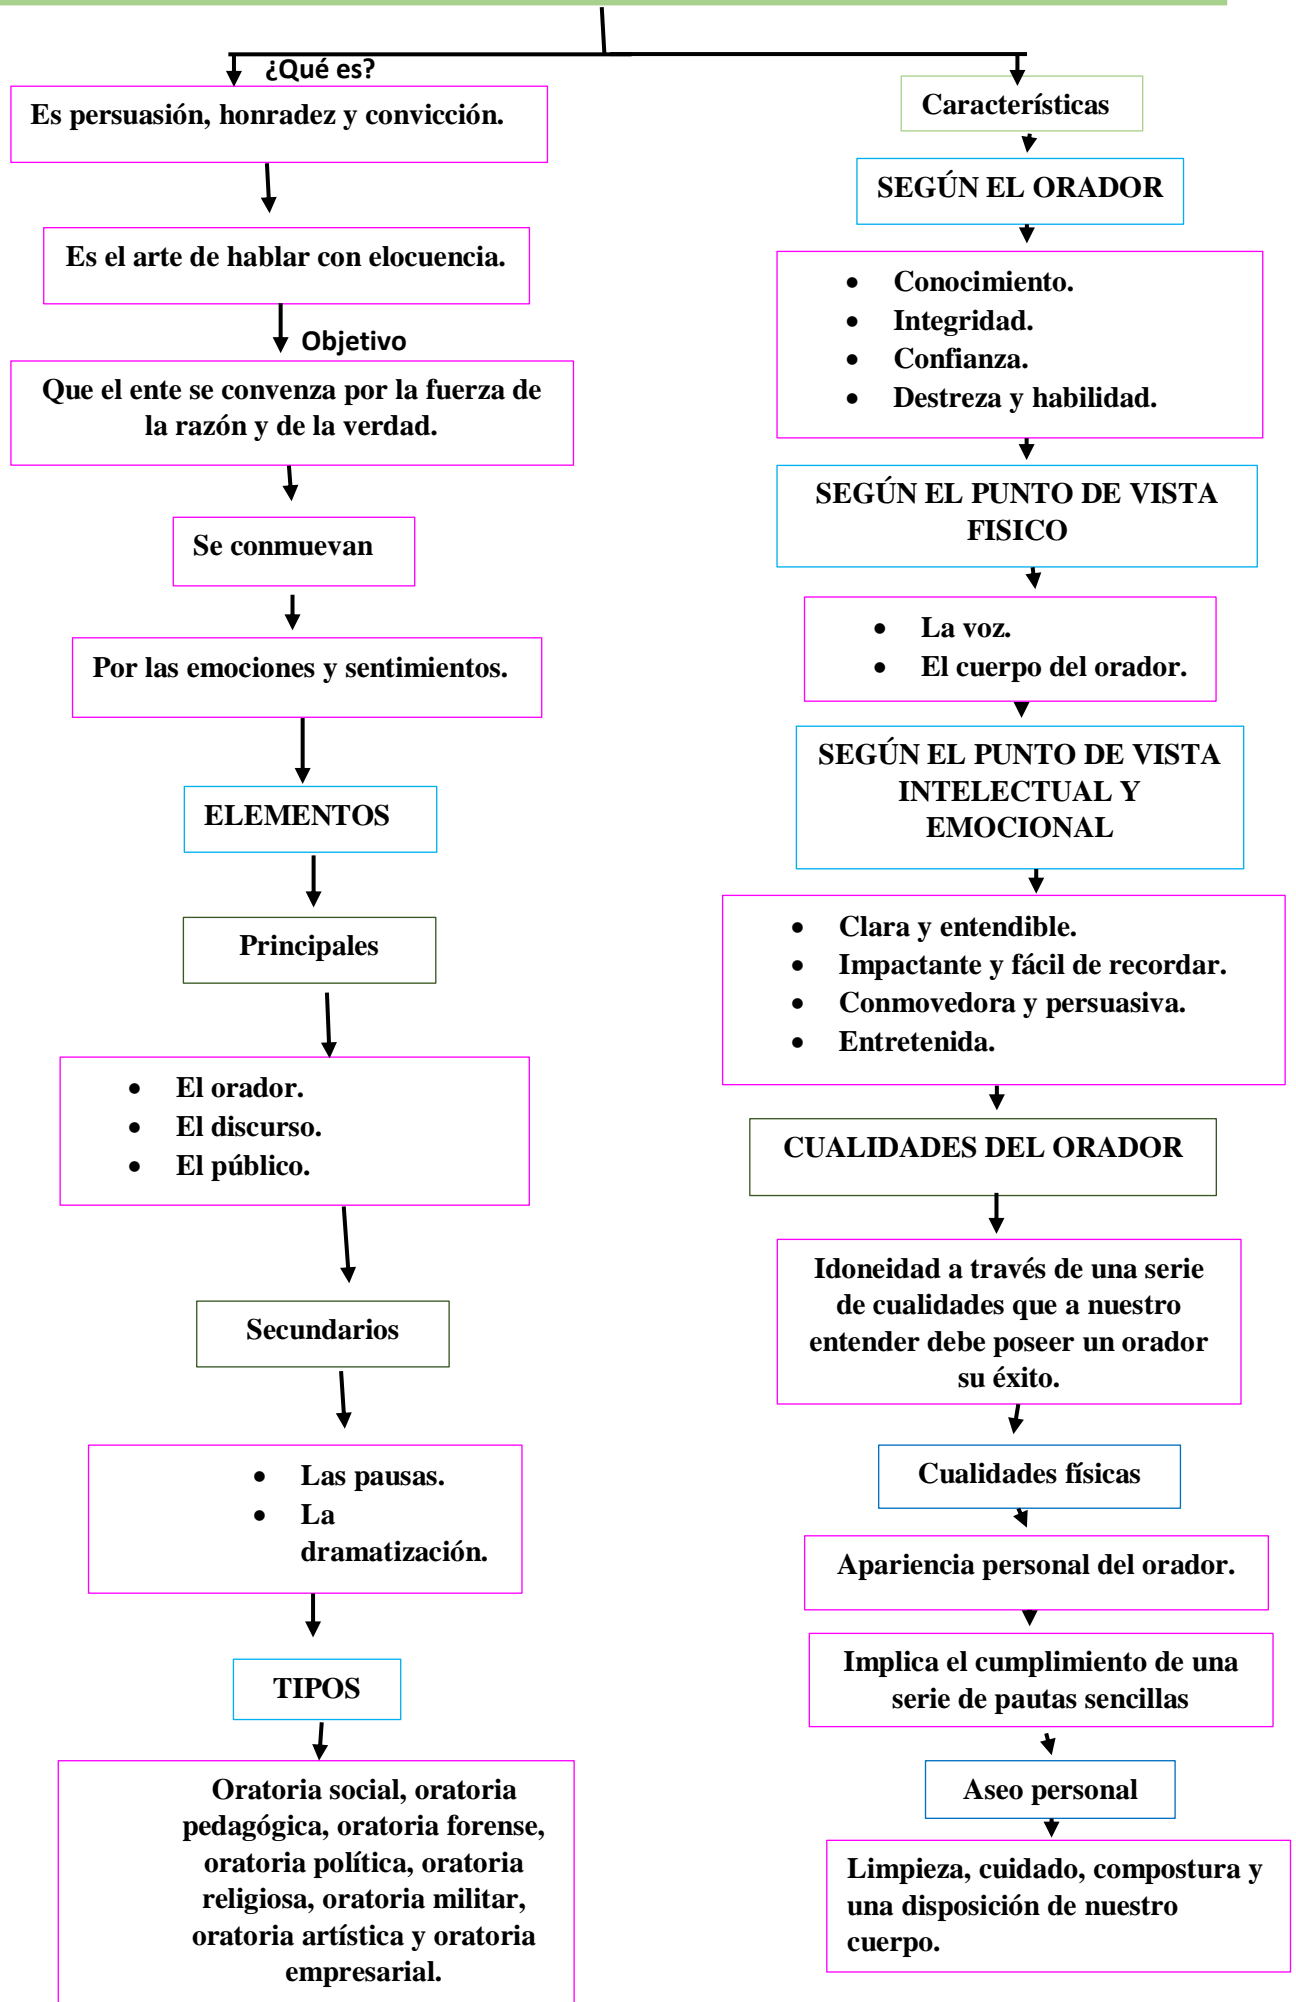 ¿Qué es?
Es persuasión, honradez y convicción.
Es el arte de hablar con elocuencia.
Objetivo
Que el ente se convenza por la fuerza de
la razón y de la verdad.
Se conmuevan
Por las emociones y sentimientos.
ELEMENTOS
Principales
• El orador.
• El discurso.
• El público.
Secundarios
• Las pausas.
• La
dramatización.
TIPOS
Oratoria social, oratoria
pedagógica, oratoria forense,
oratoria política, oratoria
religiosa, oratoria militar,
oratoria artística y oratoria
empresarial.
Características
SEGÚN EL ORADOR
• Conocimiento.
• Integridad.
• Confianza.
• Destreza y habilidad.
SEGÚN EL PUNTO DE VISTA
FISICO
• La voz.
• El cuerpo del orador.
SEGÚN EL PUNTO DE VISTA
INTELECTUAL Y
EMOCIONAL
• Clara y entendible.
• Impactante y fácil de recordar.
• Conmovedora y persuasiva.
• Entretenida.
CUALIDADES DEL ORADOR
Idoneidad a través de una serie
de cualidades que a nuestro
entender debe poseer un orador
su éxito.
Cualidades físicas
Apariencia personal del orador.
Implica el cumplimiento de una
serie de pautas sencillas
Aseo personal
Limpieza, cuidado, compostura y
una disposición de nuestro
cuerpo.